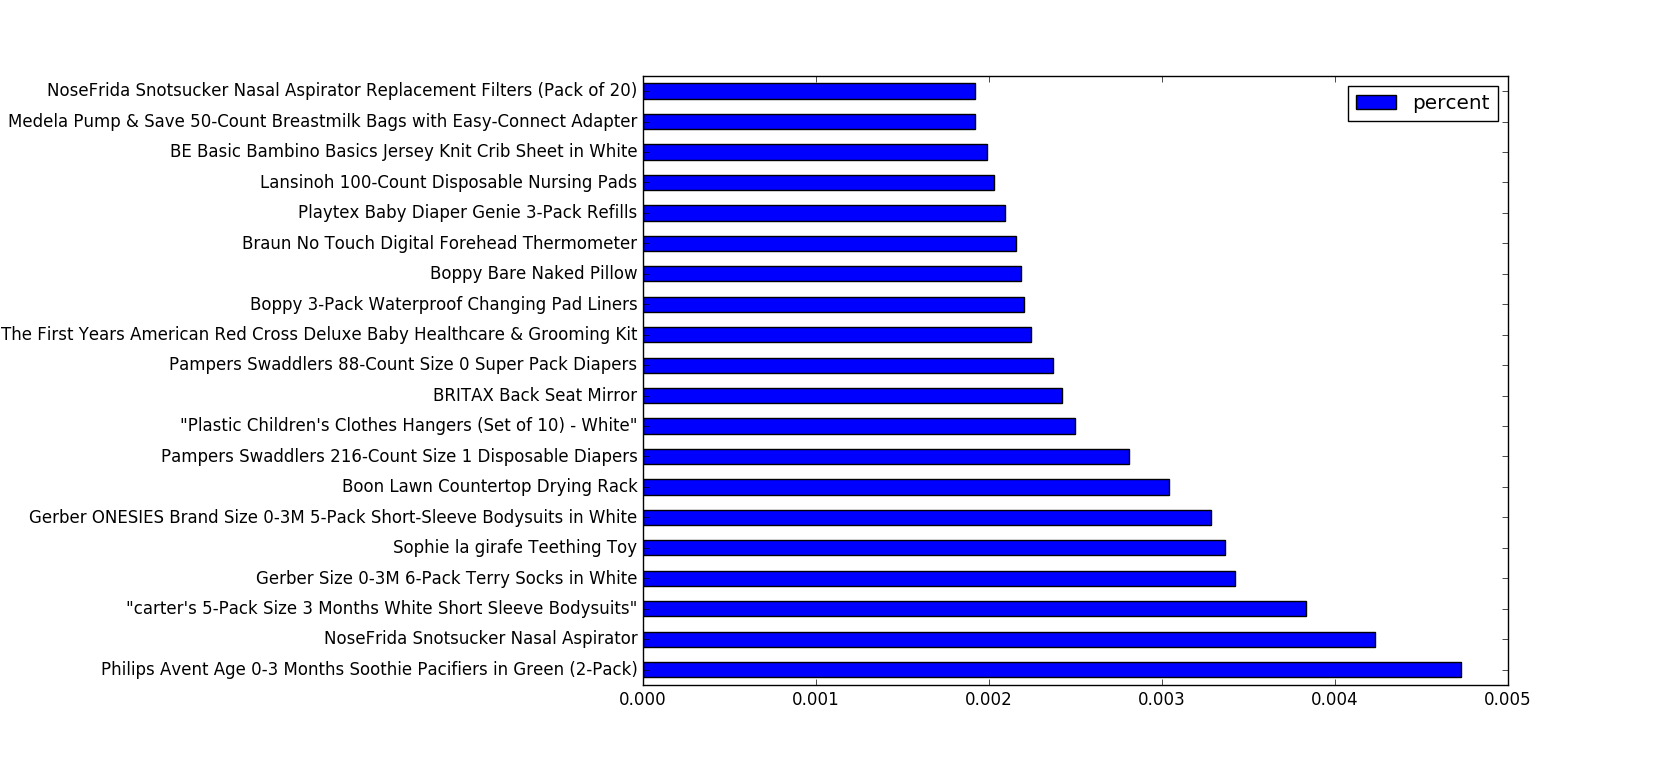 NoseFrida Snotsucker Nasal Aspirator Replacement Filters (Pack of 20)
Medela Pump & Save 50-Count Breastmilk Bags with Easy-Connect Adapter
BE Basic Bambino Basics Jersey Knit Crib Sheet in White
Lansinoh 100-Count Disposable Nursing Pads
Playtex Baby Diaper Genie 3-Pack Refills
Braun No Touch Digital Forehead Thermometer
Boppy Bare Naked Pillow
Boppy 3-Pack Waterproof Changing Pad Liners
The First Years American Red Cross Deluxe Baby Healthcare & Grooming Kit
Pampers Swaddlers 88-Count Size 0 Super Pack Diapers
BRITAX Back Seat Mirror
"Plastic Children's Clothes Hangers (Set of 10) - White"
Pampers Swaddlers 216-Count Size 1 Disposable Diapers
Boon Lawn Countertop Drying Rack
Gerber ONESIES Brand Size 0-3M 5-Pack Short-Sleeve Bodysuits in White
Sophie la girafe Teething Toy
Gerber Size 0-3M 6-Pack Terry Socks in White
"carter's 5-Pack Size 3 Months White Short Sleeve Bodysuits"
NoseFrida Snotsucker Nasal Aspirator
Philips Avent Age 0-3 Months Soothie Pacifiers in Green (2-Pack)
0.000 0.001 0.002 0.003 0.004 0.005
percent